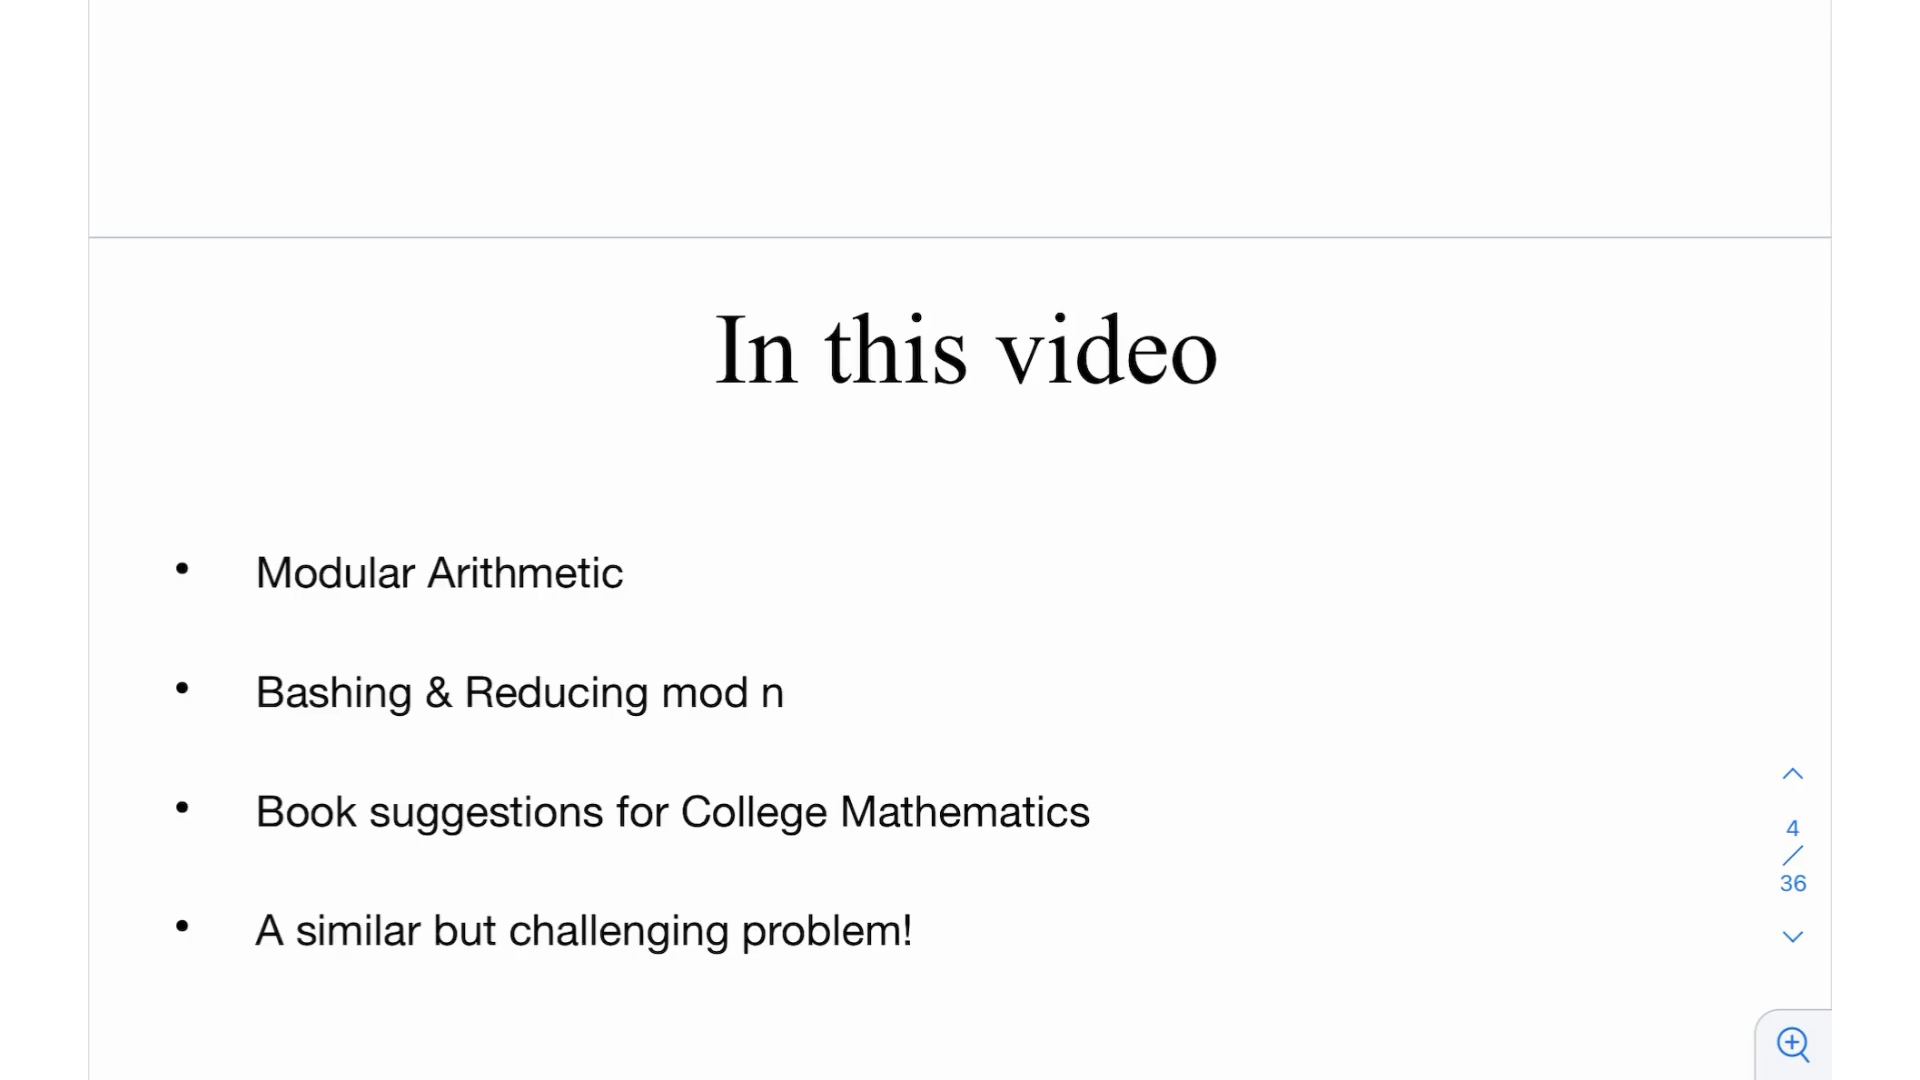 In this video
• Modular Arithmetic
• Bashing & Reducing mod n
• Book suggestions for College Mathematics
• A similar but challenging problem!
4
/
36